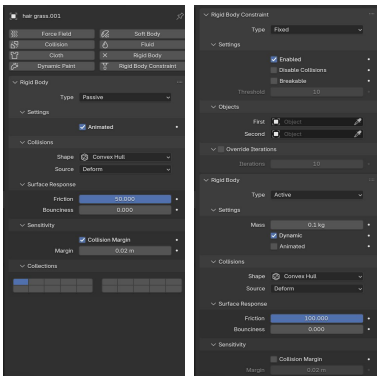 hair grass.001
Force Field
Soft Body
Collision
Fluid
Cloth
Rigid Body
Dynamic Paint
Rigid Body Constraint
Rigid Body
Type
Passive
Settings
Animated
Collisions
Shape
Convex Hull
Source
Deform
Surface Response
Friction
50.000
Bounciness
0.000
Sensitivity
Collision Margin
Margin
0.02 m
Collections
Rigid Body Constraint
Type
Fixed
Settings
Enabled
Disable Collisions
Breakable
Threshold
10
Objects
First
Object
Second
Object
Override Iterations
Iterations
10
Rigid Body
Type
Active
Settings
Mass
0.1 kg
Dynamic
Animated
Collisions
Shape
Convex Hull
Source
Deform
Surface Response
Friction
100.000
Bounciness
0.000
Sensitivity
Collision Margin
Margin
0.02 m